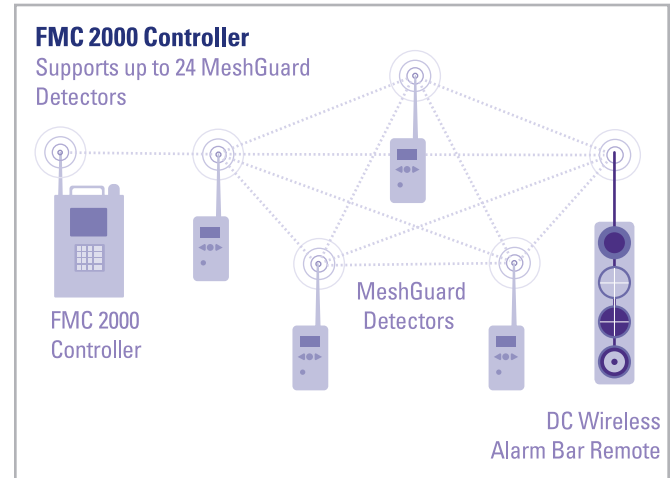 FMC 2000 Controller
Supports up to 24 MeshGuard
Detectors
FMC 2000
Controller
MeshGuard
Detectors
DC Wireless
Alarm Bar Remote